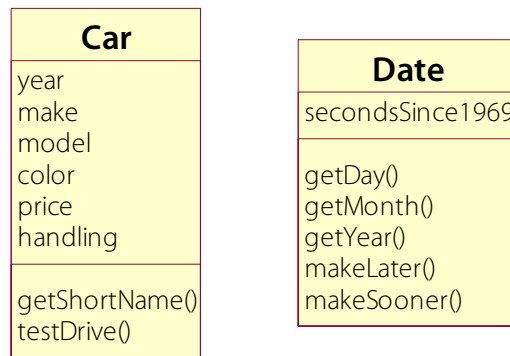 Car
year
make
model
color
price
handling
getShortName()
testDrive()
Date
secondsSince1969
getDay()
getMonth()
getYear()
makeLater()
makeSooner()